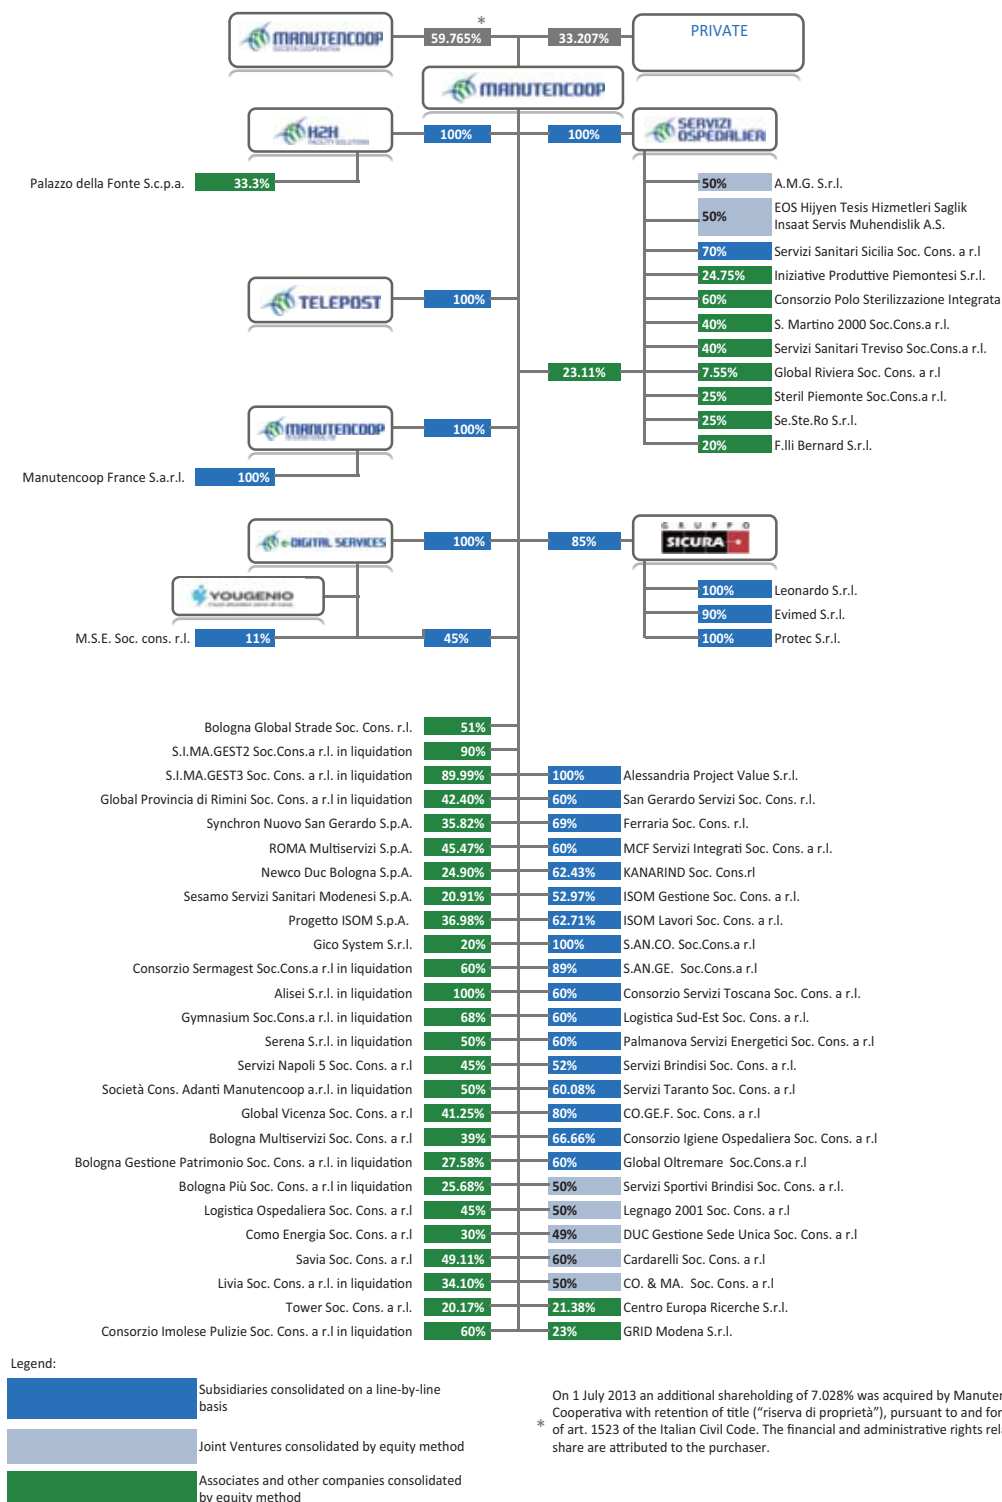 *
MANUTENCOOP
SOCIETÀ COOPERATIVA
59.765%
33.207%
PRIVATE
MANUTENCOOP
H2H
FACILITY SOLUTIONS
100%
100%
SERVIZI
OSPEDALIERI
Palazzo della Fonte S.c.p.a.
33.3%
50%
A.M.G. S.r.l.
50%
EOS Hijyen Tesis Hizmetleri Saglik
Insaat Servis Muhendislik A.S.
70%
Servizi Sanitari Sicilia Soc. Cons. a r.l
24.75%
Iniziative Produttive Piemontesi S.r.l.
TELEPOST
100%
60%
Consorzio Polo Sterilizzazione Integrata
40%
S. Martino 2000 Soc.Cons.a r.l.
40%
Servizi Sanitari Treviso Soc.Cons.a r.l.
23.11%
7.55%
Global Riviera Soc. Cons. a r.l
25%
Steril Piemonte Soc.Cons.a r.l.
25%
Se.Ste.Ro S.r.l.
20%
F.lli Bernard S.r.l.
MANUTENCOOP
100%
Manutencoop France S.a.r.l.
100%
e-DIGITAL SERVICES
100%
85%
GRUPPO
SICURA
YOUGENIO
100%
Leonardo S.r.l.
90%
Evimed S.r.l.
M.S.E. Soc. cons. r.l.
11%
45%
100%
Protec S.r.l.
Bologna Global Strade Soc. Cons. r.l.
51%
S.I.MA.GEST2 Soc.Cons.a r.l. in liquidation
90%
S.I.MA.GEST3 Soc. Cons. a r.l. in liquidation
89.99%
100%
Alessandria Project Value S.r.l.
Global Provincia di Rimini Soc. Cons. a r.l in liquidation
42.40%
60%
San Gerardo Servizi Soc. Cons. r.l.
Synchron Nuovo San Gerardo S.p.A.
35.82%
69%
Ferraria Soc. Cons. r.l.
ROMA Multiservizi S.p.A.
45.47%
60%
MCF Servizi Integrati Soc. Cons. a r.l.
Newco Duc Bologna S.p.A.
24.90%
62.43%
KANARIND Soc. Cons.rl
Sesamo Servizi Sanitari Modenesi S.p.A.
20.91%
52.97%
ISOM Gestione Soc. Cons. a r.l.
Progetto ISOM S.p.A.
36.98%
62.71%
ISOM Lavori Soc. Cons. a r.l.
Gico System S.r.l.
20%
100%
S.AN.CO. Soc.Cons.a r.l
Consorzio Sermagest Soc.Cons.a r.l in liquidation
60%
89%
S.AN.GE. Soc.Cons.a r.l
Alisei S.r.l. in liquidation
100%
60%
Consorzio Servizi Toscana Soc. Cons. a r.l.
Gymnasium Soc.Cons.a r.l. in liquidation
68%
60%
Logistica Sud-Est Soc. Cons. a r.l.
Serena S.r.l. in liquidation
50%
60%
Palmanova Servizi Energetici Soc. Cons. a r.l
Servizi Napoli 5 Soc. Cons. a r.l
45%
52%
Servizi Brindisi Soc. Cons. a r.l.
Società Cons. Adanti Manutencoop a.r.l. in liquidation
50%
60.08%
Servizi Taranto Soc. Cons. a r.l
Global Vicenza Soc. Cons. a r.l
41.25%
80%
CO.GE.F. Soc. Cons. a r.l
Bologna Multiservizi Soc. Cons. a r.l
39%
66.66%
Consorzio Igiene Ospedaliera Soc. Cons. a r.l
Bologna Gestione Patrimonio Soc. Cons. a r.l. in liquidation
27.58%
60%
Global Oltremare Soc.Cons.a r.l
Bologna Più Soc. Cons. a r.l in liquidation
25.68%
50%
Servizi Sportivi Brindisi Soc. Cons. a r.l.
Logistica Ospedaliera Soc. Cons. a r.l
45%
50%
Legnago 2001 Soc. Cons. a r.l
Como Energia Soc. Cons. a r.l
30%
49%
DUC Gestione Sede Unica Soc. Cons. a r.l
Savia Soc. Cons. a r.l
49.11%
60%
Cardarelli Soc. Cons. a r.l
Livia Soc. Cons. a r.l. in liquidation
34.10%
50%
CO. & MA. Soc. Cons. a r.l
Tower Soc. Cons. a r.l.
20.17%
21.38%
Centro Europa Ricerche S.r.l.
Consorzio Imolese Pulizie Soc. Cons. a r.l in liquidation
60%
23%
GRID Modena S.r.l.
Legend:
Subsidiaries consolidated on a line-by-line
basis
Joint Ventures consolidated by equity method
Associates and other companies consolidated
by equity method
On 1 July 2013 an additional shareholding of 7.028% was acquired by Manuten
Cooperativa with retention of title (“riserva di proprietà”), pursuant to and for
* of art. 1523 of the Italian Civil Code. The financial and administrative rights rela
share are attributed to the purchaser.